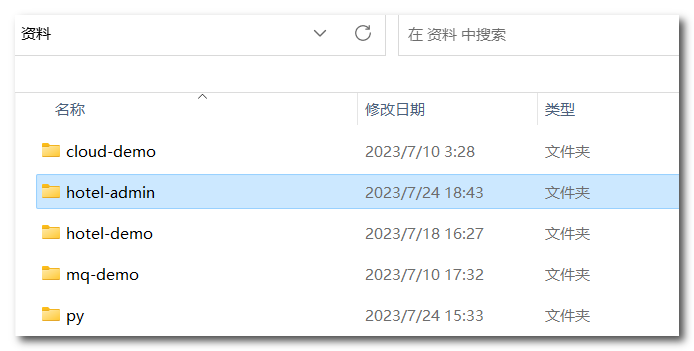 资料
在 资料 中搜索
名称 修改日期 类型
cloud-demo 2023/7/10 3:28 文件夹
hotel-admin 2023/7/24 18:43 文件夹
hotel-demo 2023/7/18 16:27 文件夹
mq-demo 2023/7/10 17:32 文件夹
py 2023/7/24 15:33 文件夹